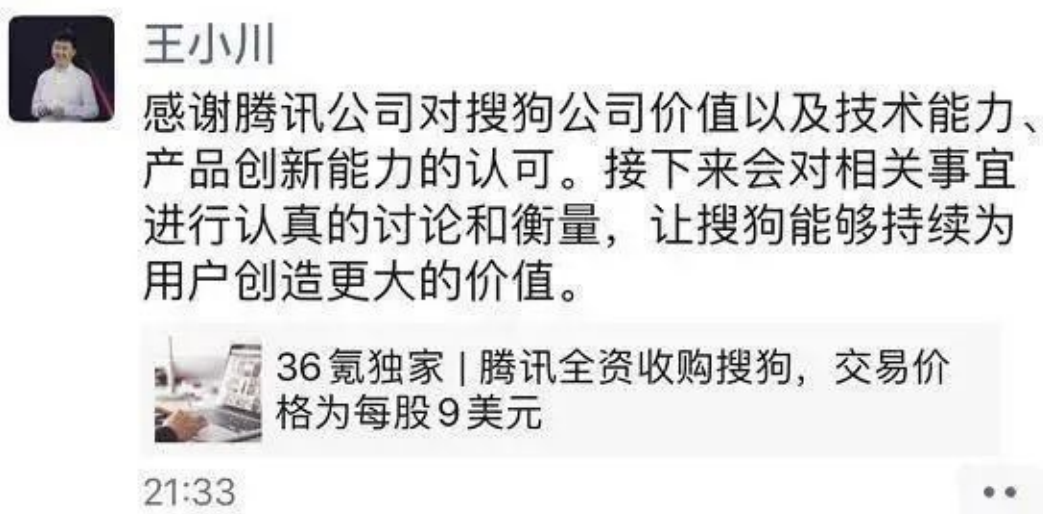 王小川
感谢腾讯公司对搜狗公司价值以及技术能力、
产品创新能力的认可。接下来会对相关事宜
进行认真的讨论和衡量，让搜狗能够持续为
用户创造更大的价值。
36氪独家 | 腾讯全资收购搜狗，交易价
格为每股9美元
21:33